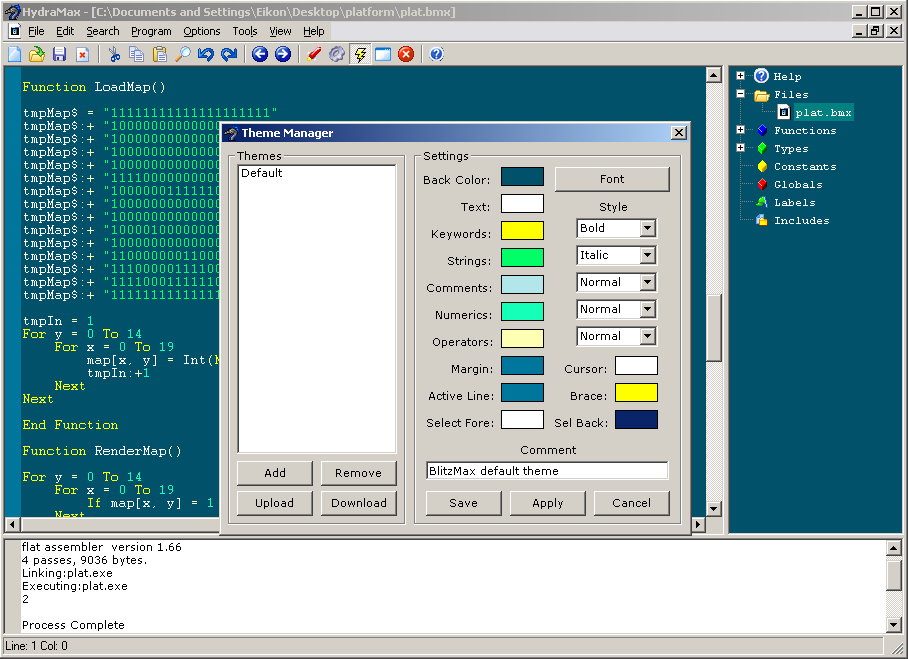 HydraMax - [C:\Documents and Settings\Eikon\Desktop\platform\plat.bmx]
File Edit Search Program Options Tools View Help
Function LoadMap()
tmpMap$ = "11111111111111111111"
tmpMap$:+ "10000000000000
tmpMap$:+ "10000000000000
tmpMap$:+ "10000000000000
tmpMap$:+ "10000000000000
tmpMap$:+ "11110000000000
tmpMap$:+ "10000001111110
tmpMap$:+ "10000000000000
tmpMap$:+ "10000000000000
tmpMap$:+ "10000100000000
tmpMap$:+ "10000000000000
tmpMap$:+ "11000000011000
tmpMap$:+ "11100000111100
tmpMap$:+ "11110001111110
tmpMap$:+ "11111111111111
tmpIn = 1
For y = 0 To 14
For x = 0 To 19
map[x, y] = Int(M
tmpIn:+1
Next
Next
End Function
Function RenderMap()
For y = 0 To 14
For x = 0 To 19
If map[x, y] = 1
Next
Theme Manager
Themes
Default
Add Remove
Upload Download
Settings
Back Color: Font
Text: Style
Keywords: Bold
Strings: Italic
Comments: Normal
Numerics: Normal
Operators: Normal
Margin: Cursor:
Active Line: Brace:
Select Fore: Sel Back:
Comment
BlitzMax default theme
Save Apply Cancel
Help
Files
plat.bmx
Functions
Types
Constants
Globals
Labels
Includes
flat assembler version 1.66
4 passes, 9036 bytes.
Linking:plat.exe
Executing:plat.exe
2
Process Complete
Line: 1 Col: 0